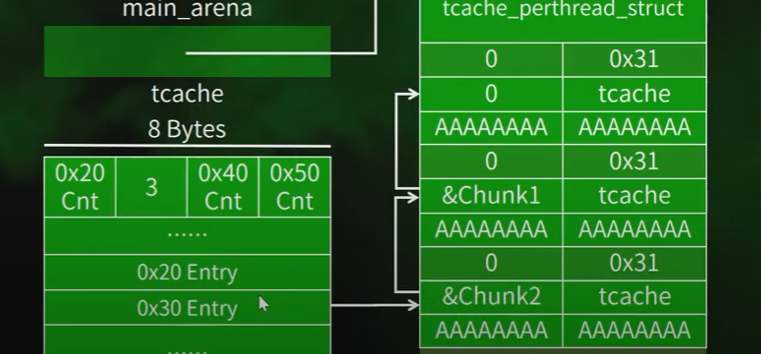 main_arena
tcache
8 Bytes
0x20 Cnt
3
0x40 Cnt
0x50 Cnt
......
0x20 Entry
0x30 Entry
......
tcache_perthread_struct
0 0x31
0 tcache
AAAAAAAA AAAAAAAA
0 0x31
&Chunk1 tcache
AAAAAAAA AAAAAAAA
0 0x31
&Chunk2 tcache
AAAAAAAA AAAAAAAA